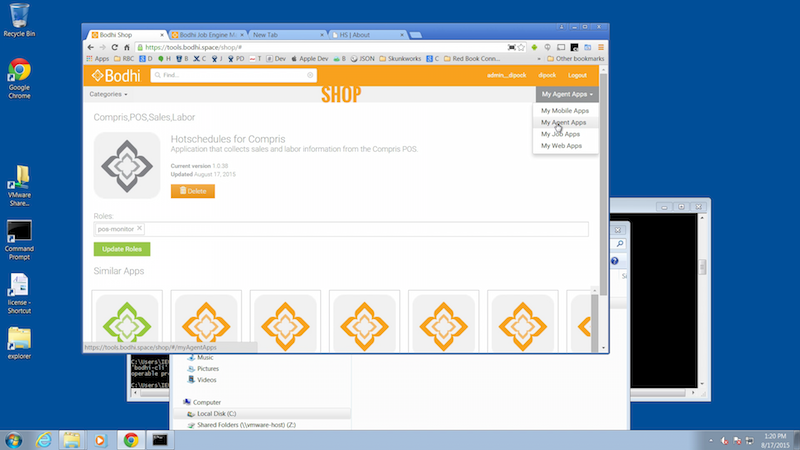 Recycle Bin
Google
Chrome
VMware
Share...
Command
Prompt
license -
Shortcut
explorer
Bodhi Shop
Bodhi Job Engine M
New Tab
HS | About
https://tools.bodhi.space/shop/#
Apps
RBC
D
H
B
X
C
J
PD
T
Dev
Apple Dev
B
JSON
Skunkworks
Red Book Conn...
Other bookmarks
Bodhi
Find...
admin__dipock
dipock
Logout
Categories
SHOP
My Agent Apps
My Mobile Apps
My Agent Apps
My Job Apps
My Web Apps
Compris,POS,Sales,Labor
Hotschedules for Compris
Application that collects sales and labor information from the Compris POS.
Current version 1.0.38
Updated August 17, 2015
Delete
Roles:
pos monitor
Update Roles
Similar Apps
https://tools.bodhi.space/shop/#/myAgentApps
C:\Users\IE
'bodhi-cli'
operable pr
C:\Users\IE
Music
Pictures
Videos
Computer
Local Disk (C:)
Shared Folders (\\vmware-host) (Z:)
1:20 PM
8/17/2015